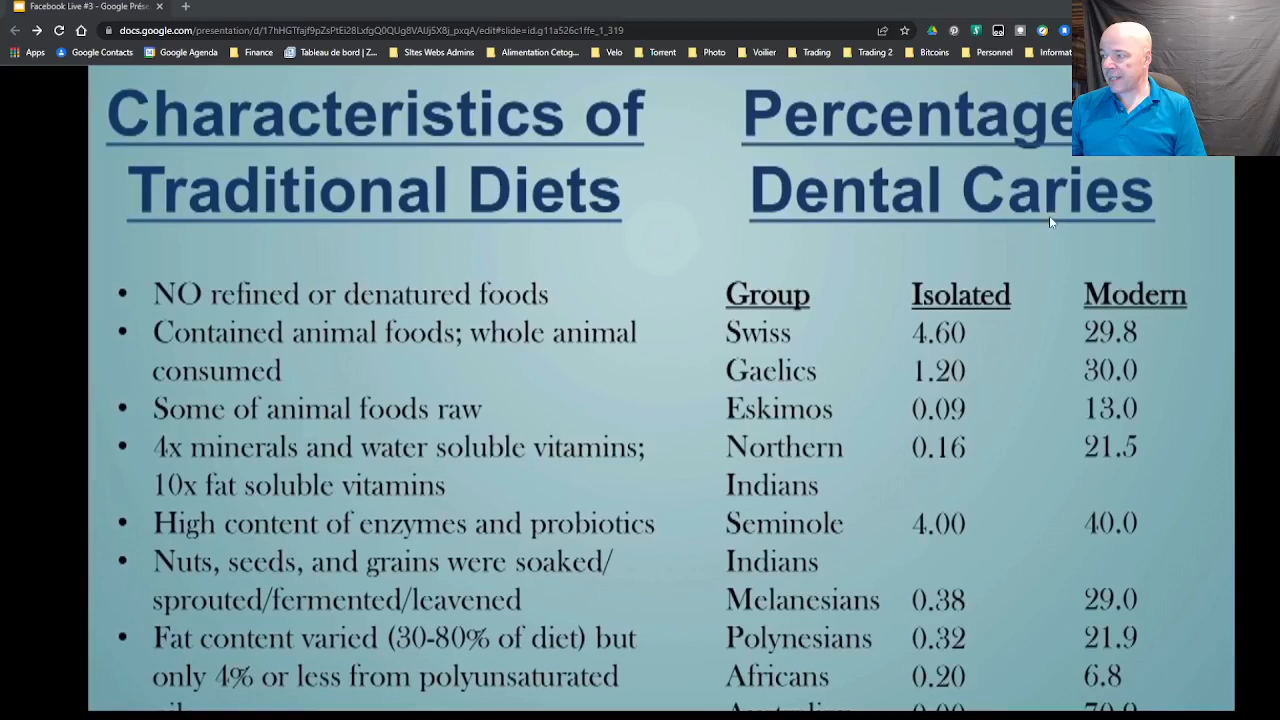 Facebook Live #3 - Google Prése
docs.google.com/presentation/d/17hHGTfajf9pZsPtEi28LxfgQ0QUg8VAUj5X8j_pxqA/edit#slide=id.g11a526c1ffe_1_319
Apps Google Contacts Google Agenda Finance Tableau de bord | Z... Sites Webs Admins Alimentation Cetog... Velo Torrent Photo Voilier Trading Trading 2 Bitcoins Personnel Informat
Characteristics of
Traditional Diets
• NO refined or denatured foods
• Contained animal foods; whole animal
consumed
• Some of animal foods raw
• 4x minerals and water soluble vitamins;
10x fat soluble vitamins
• High content of enzymes and probiotics
• Nuts, seeds, and grains were soaked/
sprouted/fermented/leavened
• Fat content varied (30-80% of diet) but
only 4% or less from polyunsaturated
Percentage
Dental Caries
Group Isolated Modern
Swiss 4.60 29.8
Gaelics 1.20 30.0
Eskimos 0.09 13.0
Northern 0.16 21.5
Indians
Seminole 4.00 40.0
Indians
Melanesians 0.38 29.0
Polynesians 0.32 21.9
Africans 0.20 6.8